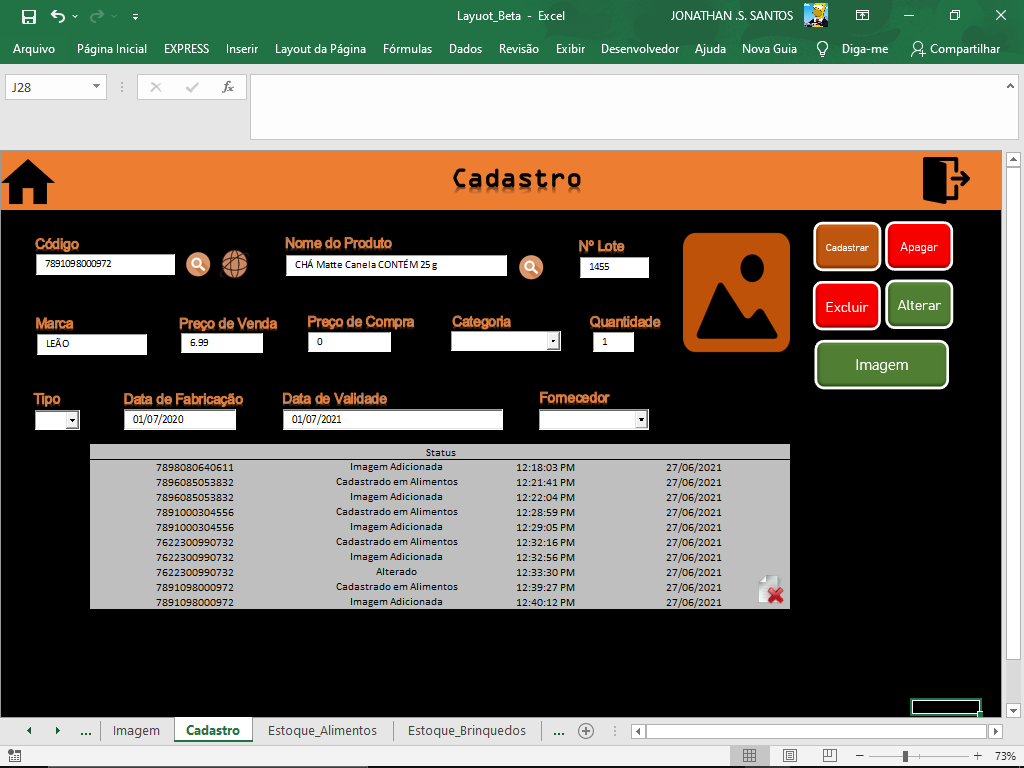 Layuot_Beta - Excel
JONATHAN .S. SANTOS
Arquivo Página Inicial EXPRESS Inserir Layout da Página Fórmulas Dados Revisão Exibir Desenvolvedor Ajuda Nova Guia Diga-me Compartilhar
J28 fx
Cadastro
Código Nome do Produto Nº Lote
7891098000972 CHÁ Matte Canela CONTÉM 25 g 1455
Cadastrar Apagar
Excluir Alterar
Imagem
Marca Preço de Venda Preço de Compra Categoria Quantidade
LEÃO 6.99 0 1
Tipo Data de Fabricação Data de Validade Fornecedor
01/07/2020 01/07/2021
Status
7898080640611 Imagem Adicionada 12:18:03 PM 27/06/2021
7896085053832 Cadastrado em Alimentos 12:21:41 PM 27/06/2021
7896085053832 Imagem Adicionada 12:22:04 PM 27/06/2021
7891000304556 Cadastrado em Alimentos 12:28:59 PM 27/06/2021
7891000304556 Imagem Adicionada 12:29:05 PM 27/06/2021
7622300990732 Cadastrado em Alimentos 12:32:16 PM 27/06/2021
7622300990732 Imagem Adicionada 12:32:56 PM 27/06/2021
7622300990732 Alterado 12:33:30 PM 27/06/2021
7891098000972 Cadastrado em Alimentos 12:39:27 PM 27/06/2021
7891098000972 Imagem Adicionada 12:40:12 PM 27/06/2021
... Imagem Cadastro Estoque_Alimentos Estoque_Brinquedos ...
73%